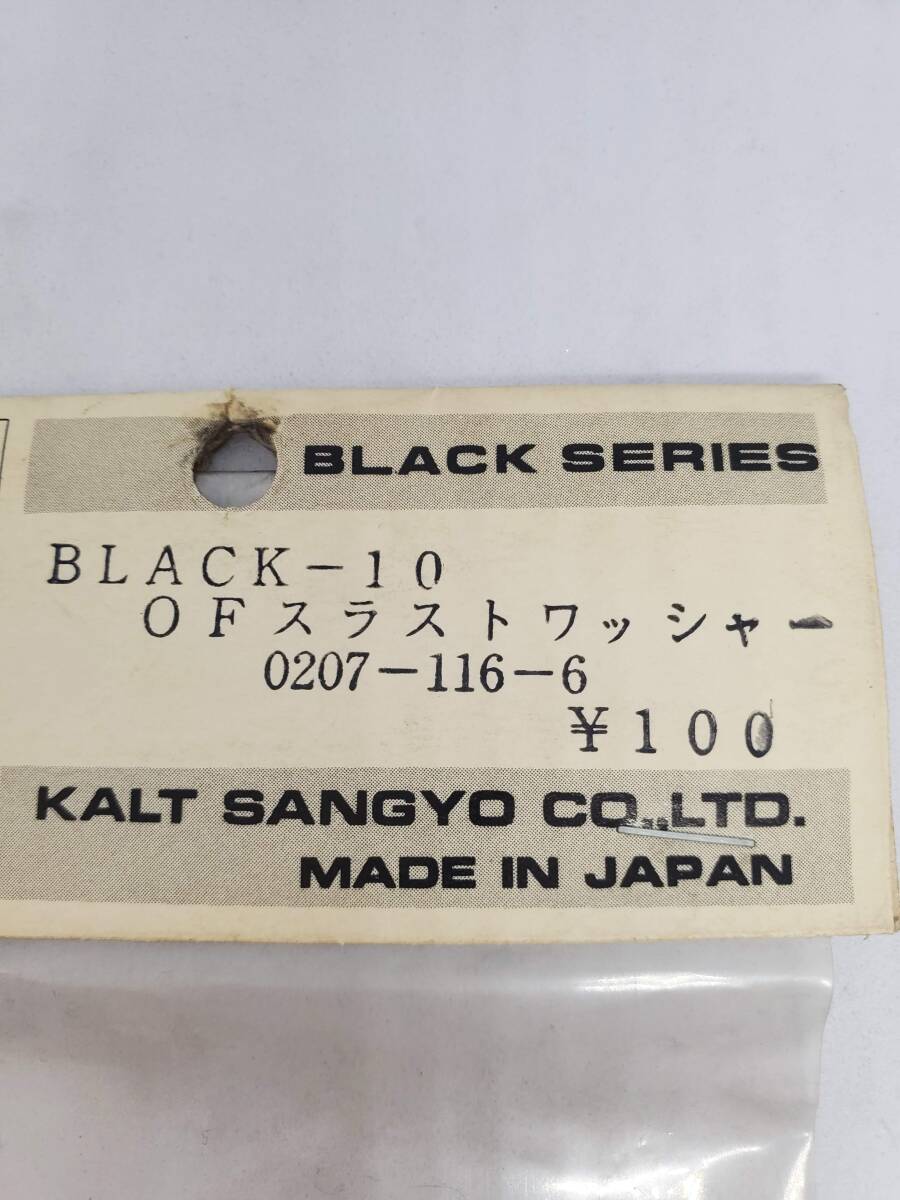 BLACK SERIES
BLACK-10
OFスラストワッシャー
0207-116-6
¥100
KALT SANGYO CO.,LTD.
MADE IN JAPAN